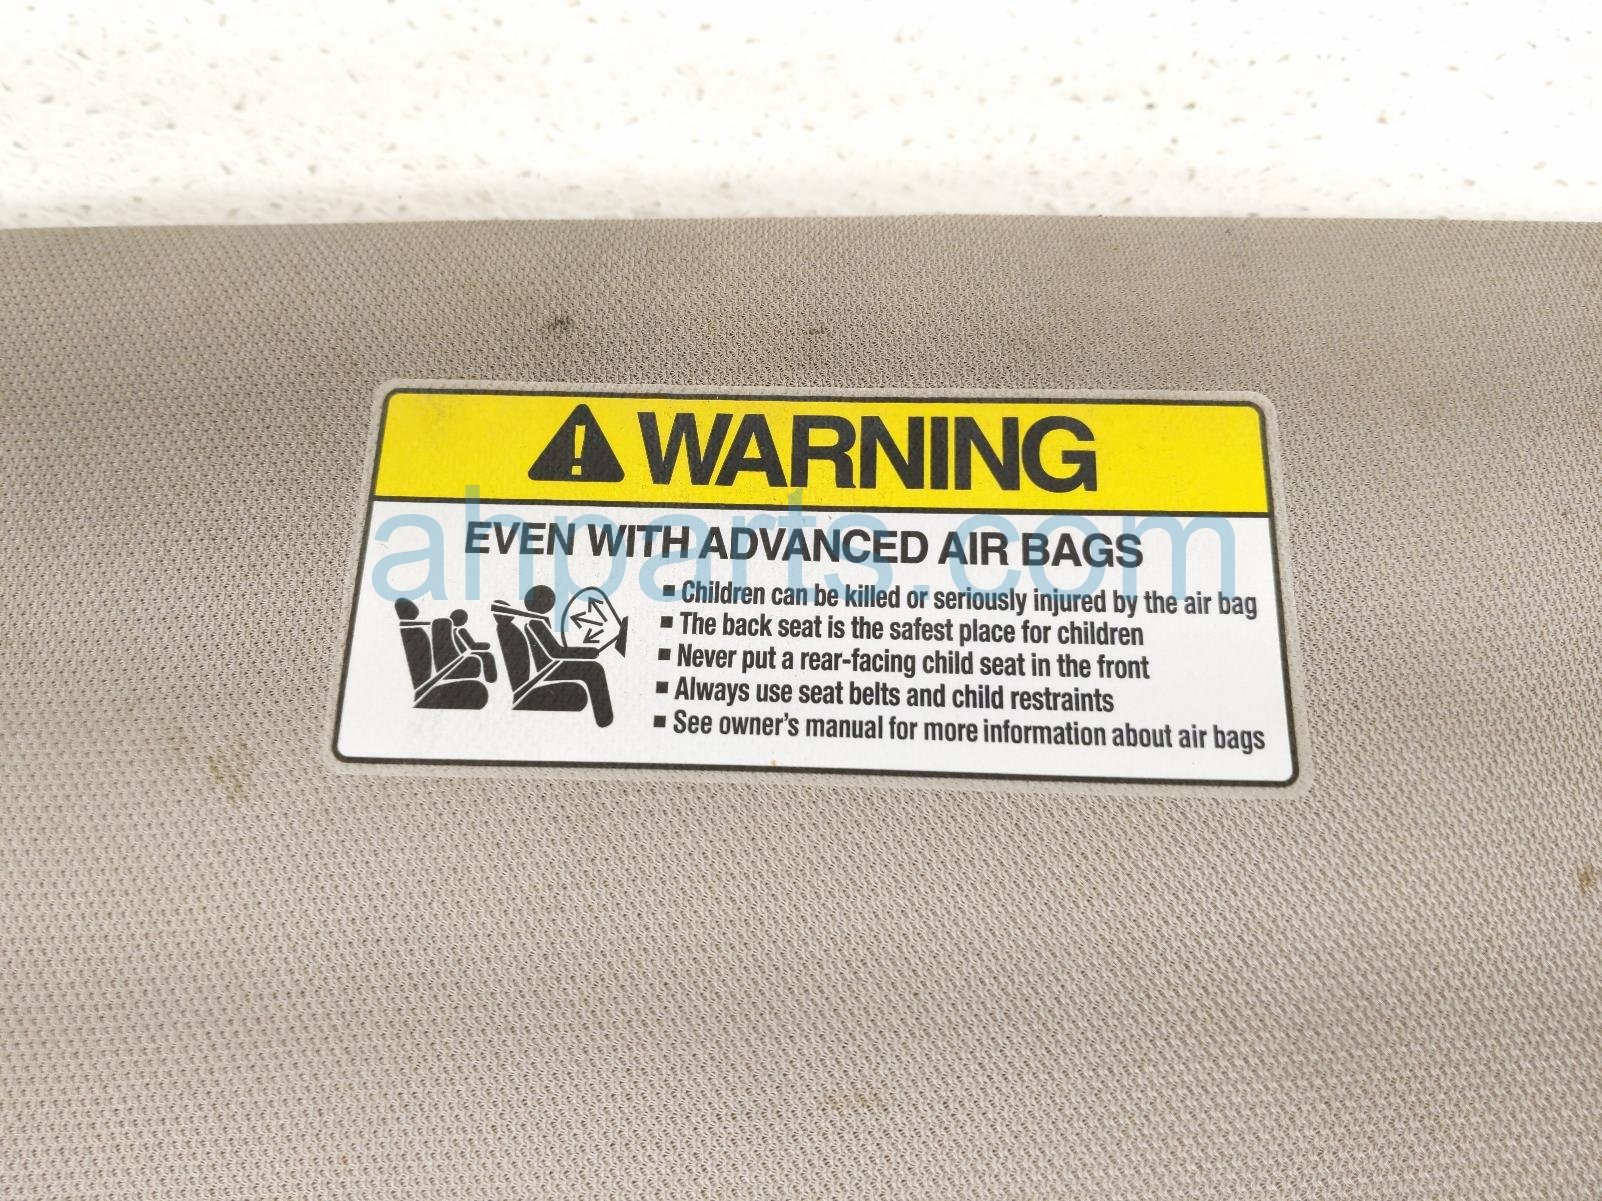 WARNING
EVEN WITH ADVANCED AIR BAGS
▪ Children can be killed or seriously injured by the air bag
▪ The back seat is the safest place for children
▪ Never put a rear-facing child seat in the front
▪ Always use seat belts and child restraints
▪ See owner's manual for more information about air bags
ahparts.com